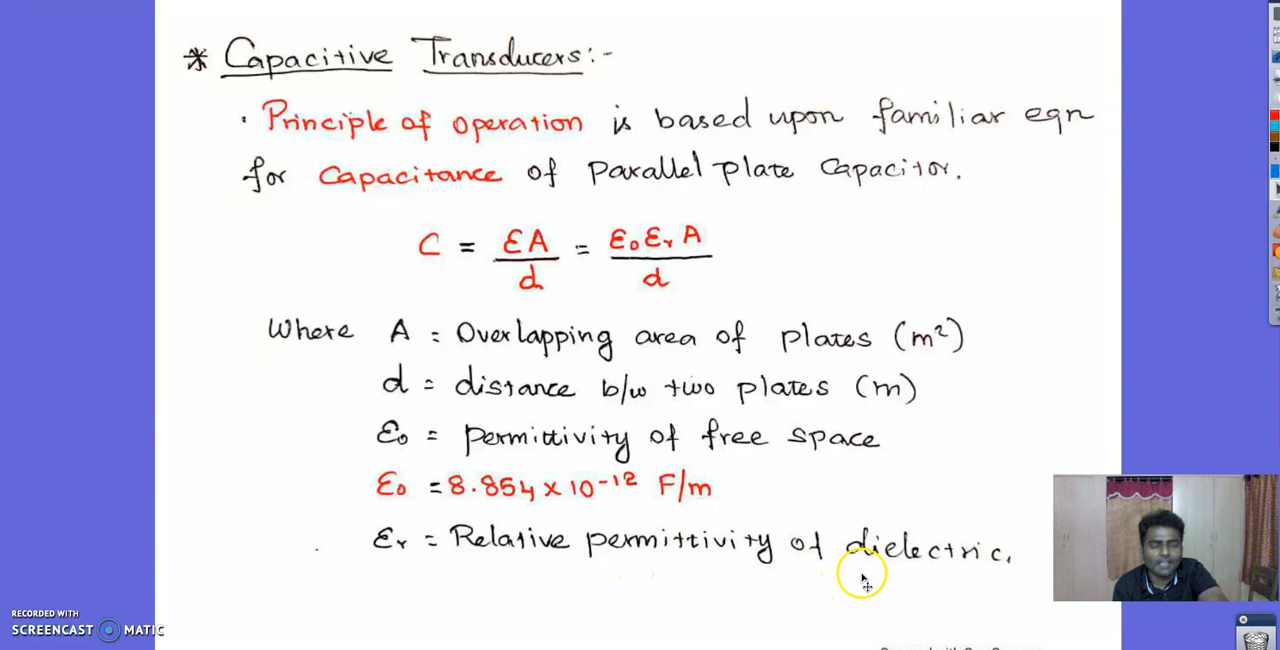 * Capacitive Transducers:-
· Principle of operation is based upon familiar eqn
for Capacitance of parallel plate Capacitor.
C = εA/d = ε₀εᵣA/d
Where A = Overlapping area of plates (m²)
d = distance b/w two plates (m)
ε₀ = permittivity of free space
ε₀ = 8.854 × 10⁻¹² F/m
εᵣ = Relative permittivity of dielectric.
RECORDED WITH
SCREENCAST MATIC